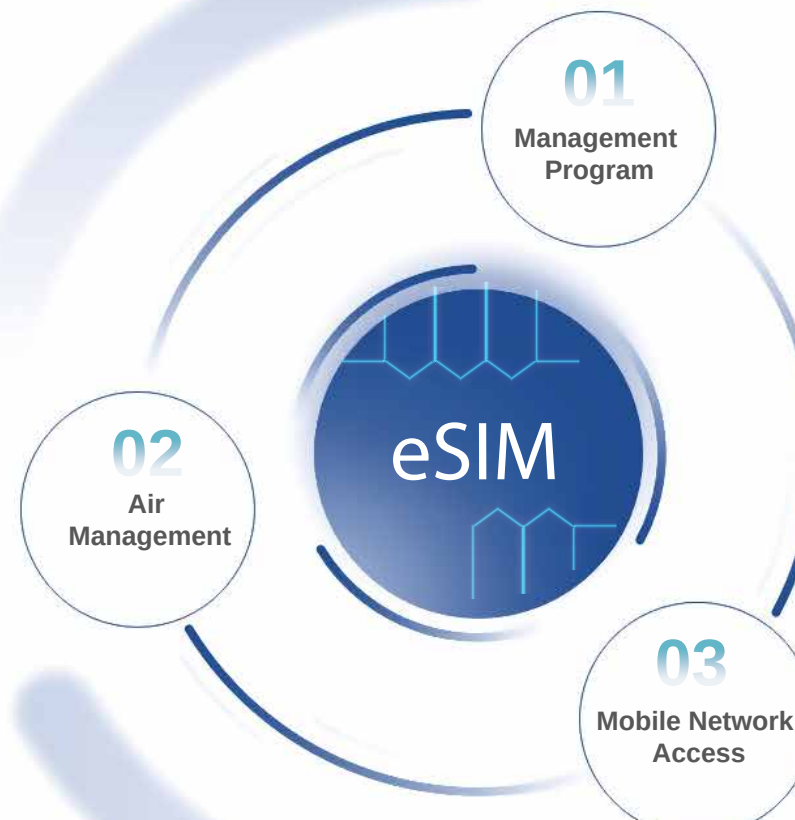 01
Management
Program
eSIM
02
Air
Management
03
Mobile Network
Access